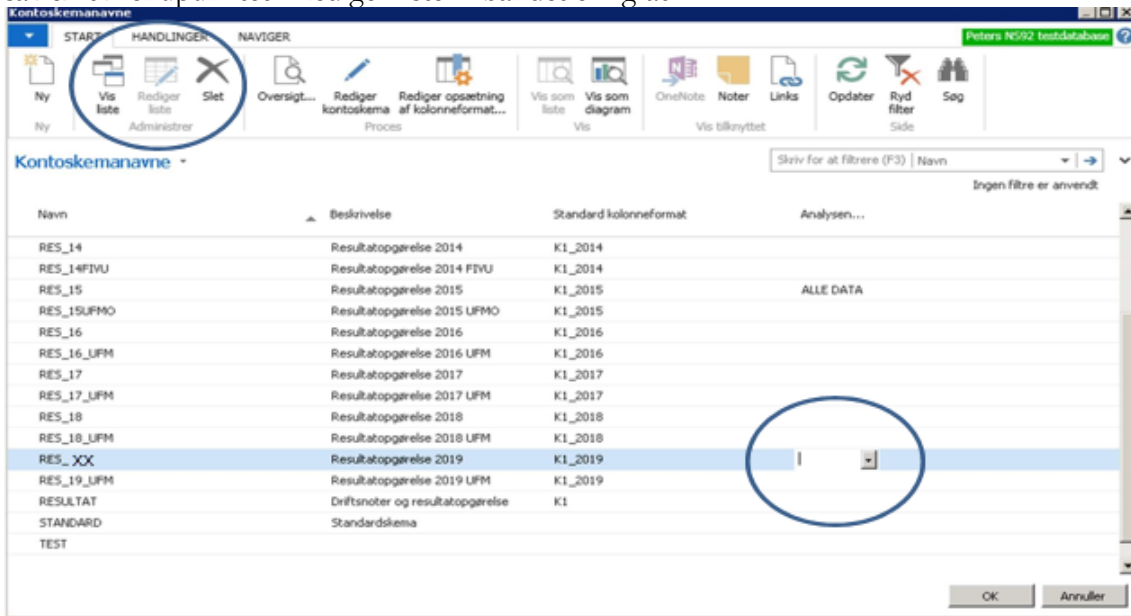 Kontoskemanavne
START HANDLINGER NAVIGER Peters NS92 testdatabase
Ny Vis liste Rediger liste Slet Oversigt... Rediger kontoskema Rediger opsætning af kolonneformat... Vis som liste Vis som diagram OneNote Noter Links Opdater Ryd filter Søg
Ny Administrer Proces Vis Vis tilknyttet Side
Kontoskemanavne Skriv for at filtrere (F3) Navn
Ingen filtre er anvendt
Navn Beskrivelse Standard kolonneformat Analysen...
RES_14 Resultatopgørelse 2014 K1_2014
RES_14FIVU Resultatopgørelse 2014 FIVU K1_2014
RES_15 Resultatopgørelse 2015 K1_2015 ALLE DATA
RES_15UFMO Resultatopgørelse 2015 UFMO K1_2015
RES_16 Resultatopgørelse 2016 K1_2016
RES_16_UFM Resultatopgørelse 2016 UFM K1_2016
RES_17 Resultatopgørelse 2017 K1_2017
RES_17_UFM Resultatopgørelse 2017 UFM K1_2017
RES_18 Resultatopgørelse 2018 K1_2018
RES_18_UFM Resultatopgørelse 2018 UFM K1_2018
RES_ XX Resultatopgørelse 2019 K1_2019
RES_19_UFM Resultatopgørelse 2019 UFM K1_2019
RESULTAT Driftsnoter og resultatopgørelse K1
STANDARD Standardskema
TEST
OK Annuller